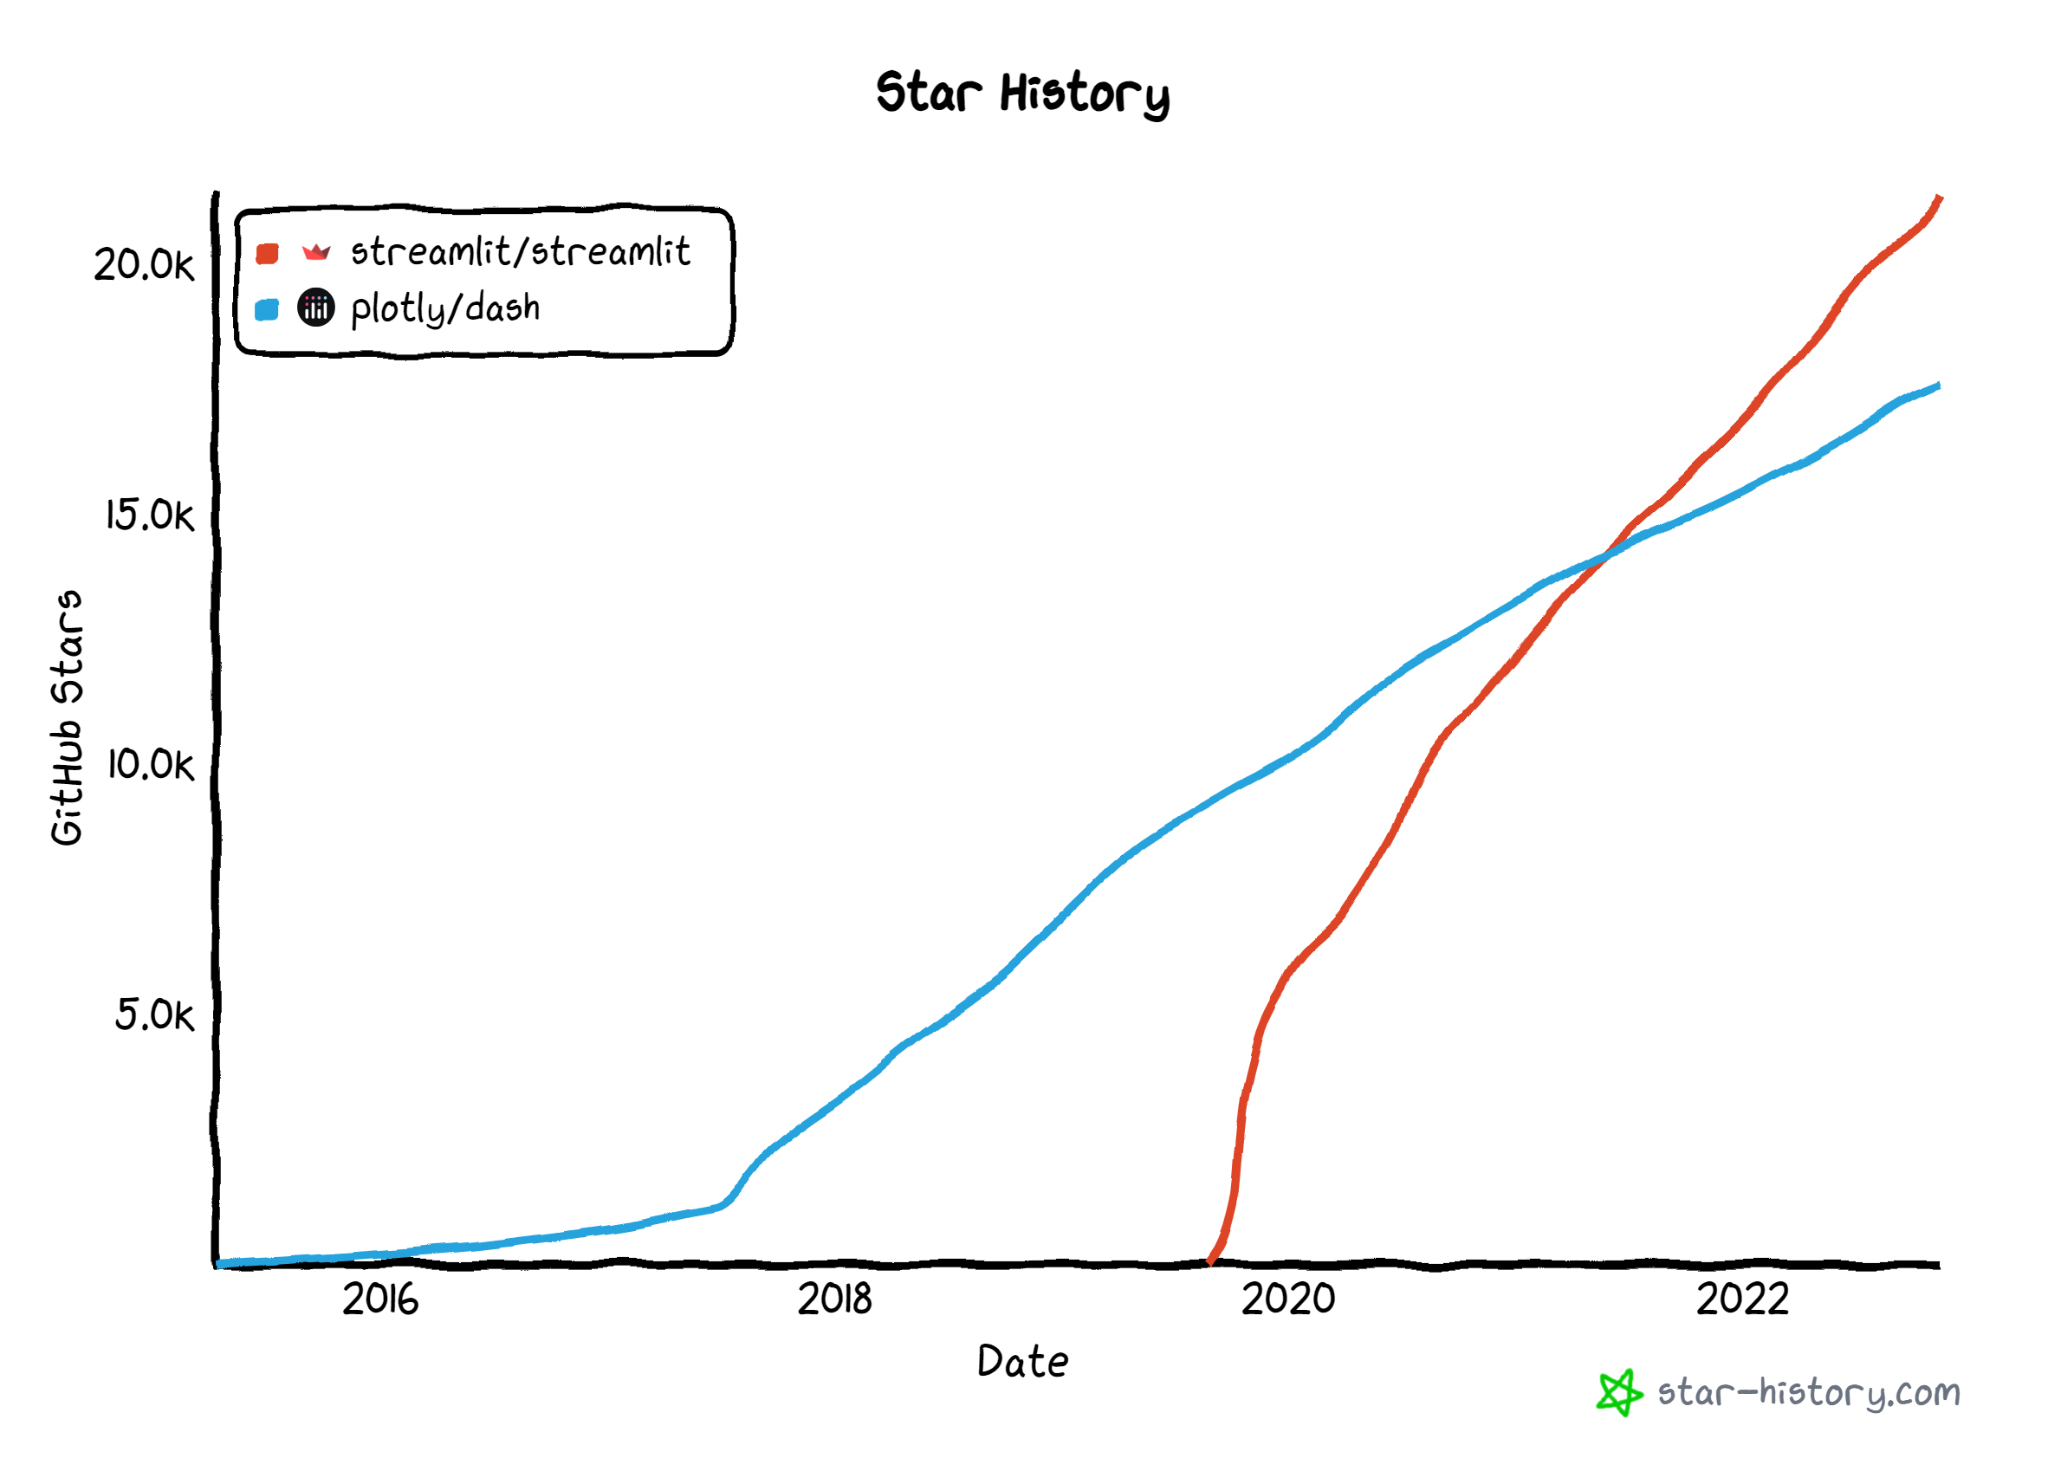 Star History
streamlit/streamlit
plotly/dash
20.0K
15.0K
10.0K
5.0K
GitHub Stars
2016
2018
2020
2022
Date
star-history.com